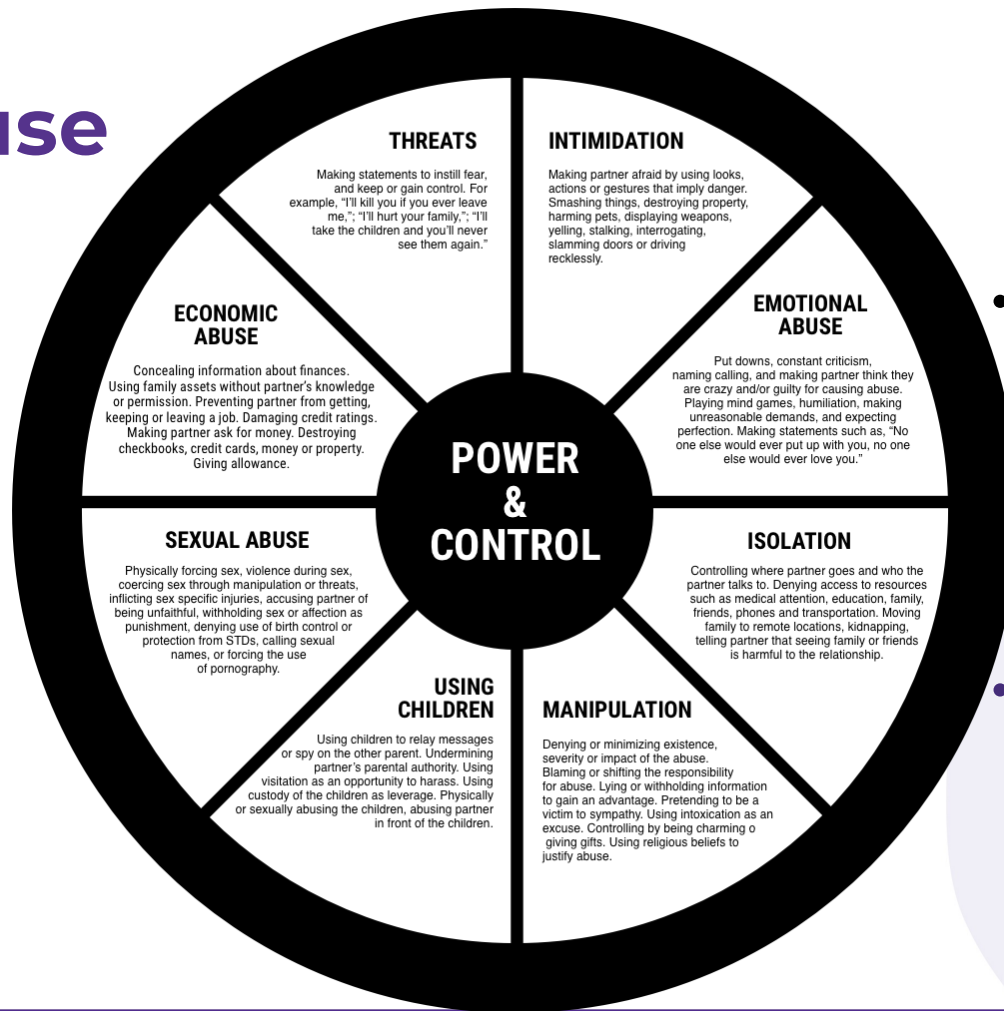 use
THREATS
Making statements to instill fear,
and keep or gain control. For
example, “I’ll kill you if you ever leave
me,”; “I’ll hurt your family,”; “I’ll
take the children and you’ll never
see them again.”
INTIMIDATION
Making partner afraid by using looks,
actions or gestures that imply danger.
Smashing things, destroying property,
harming pets, displaying weapons,
yelling, stalking, interrogating,
slamming doors or driving
recklessly.
ECONOMIC
ABUSE
Concealing information about finances.
Using family assets without partner’s knowledge
or permission. Preventing partner from getting,
keeping or leaving a job. Damaging credit ratings.
Making partner ask for money. Destroying
checkbooks, credit cards, money or property.
Giving allowance.
EMOTIONAL
ABUSE
Put downs, constant criticism,
naming calling, and making partner think they
are crazy and/or guilty for causing abuse.
Playing mind games, humiliation, making
unreasonable demands, and expecting
perfection. Making statements such as, “No
one else would ever put up with you, no one
else would ever love you.”
POWER
&
CONTROL
SEXUAL ABUSE
Physically forcing sex, violence during sex,
coercing sex through manipulation or threats,
inflicting sex specific injuries, accusing partner of
being unfaithful, withholding sex or affection as
punishment, denying use of birth control or
protection from STDs, calling sexual
names, or forcing the use
of pornography.
ISOLATION
Controlling where partner goes and who the
partner talks to. Denying access to resources
such as medical attention, education, family,
friends, phones and transportation. Moving
family to remote locations, kidnapping,
telling partner that seeing family or friends
is harmful to the relationship.
USING
CHILDREN
Using children to relay messages
or spy on the other parent. Undermining
partner’s parental authority. Using
visitation as an opportunity to harass. Using
custody of the children as leverage. Physically
or sexually abusing the children, abusing partner
in front of the children.
MANIPULATION
Denying or minimizing existence,
severity or impact of the abuse.
Blaming or shifting the responsibility
for abuse. Lying or withholding information
to gain an advantage. Pretending to be a
victim to sympathy. Using intoxication as an
excuse. Controlling by being charming o
giving gifts. Using religious beliefs to
justify abuse.